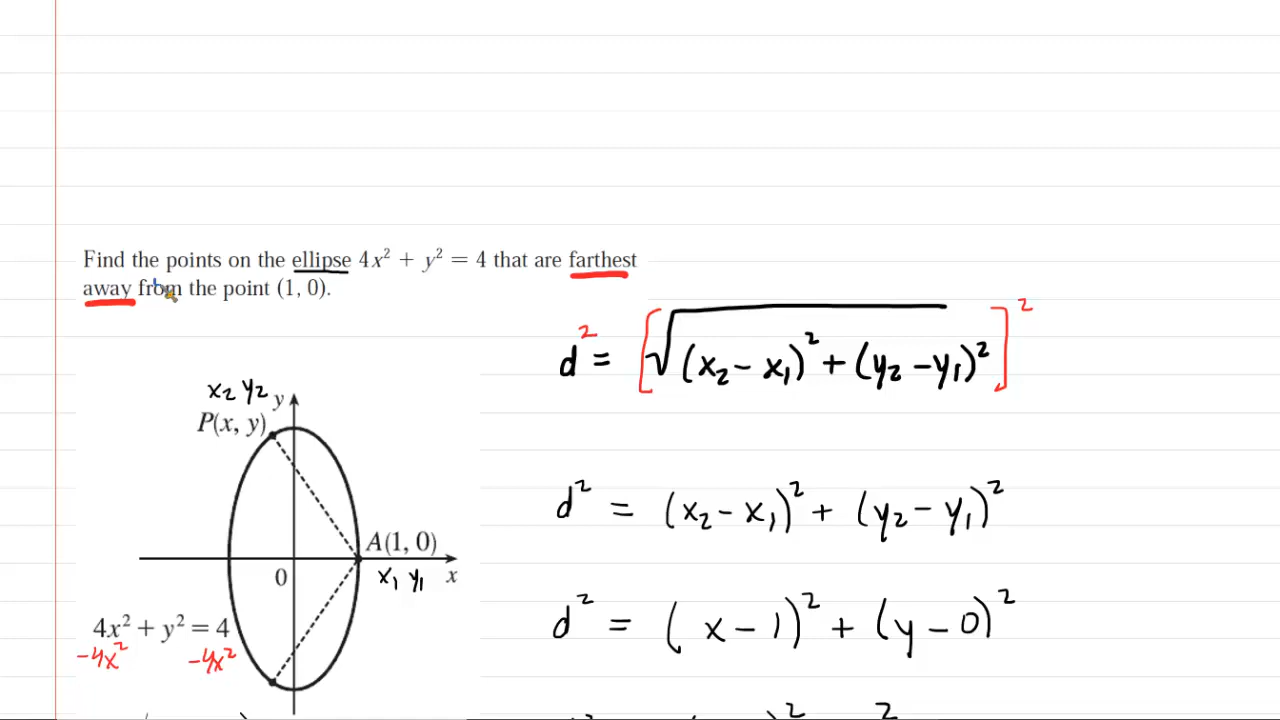 Find the points on the ellipse 4x² + y² = 4 that are farthest
away from the point (1, 0).
d² = [√(x₂ − x₁)² + (y₂ − y₁)²]²
x₂ y₂
y
P(x, y)
d² = (x₂ − x₁)² + (y₂ − y₁)²
A(1, 0)
0
x₁ y₁
x
d² = (x − 1)² + (y − 0)²
4x² + y² = 4
−4x² −4x²